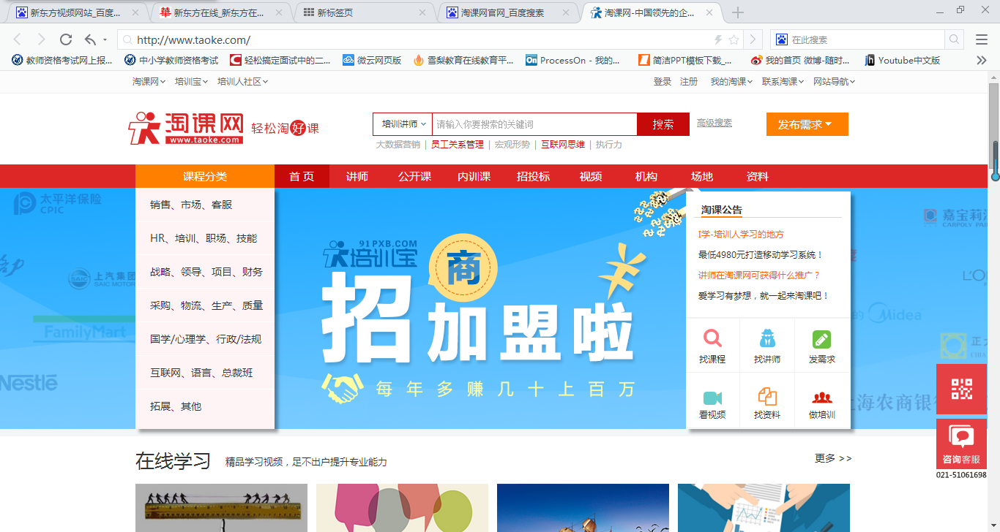 新东方视频网站_百度...
新东方在线_新东方在...
新标签页
淘课网官网_百度搜索
淘课网-中国领先的企...
http://www.taoke.com/
在此搜索
教师资格考试网上报...
中小学教师资格考试
轻松搞定面试中的二...
微云网页版
雪梨教育在线教育平...
ProcessOn - 我的...
简洁PPT模板下载_...
我的首页 微博-随时...
Youtube中文版
淘课网 培训宝 培训人社区
登录 注册 我的淘课 联系淘课 网站导航
淘课网
www.taoke.com
轻松淘好课
培训讲师 请输入你要搜索的关键词 搜索 高级搜索
发布需求
大数据营销 | 员工关系管理 | 宏观形势 | 互联网思维 | 执行力
课程分类 首 页 讲师 公开课 内训课 招投标 视频 机构 场地 资料
太平洋保险
CPIC
上汽集团
SAIC MOTOR
FamilyMart
Nestlé
销售、市场、客服
HR、培训、职场、技能
战略、领导、项目、财务
采购、物流、生产、质量
国学/心理学、行政/法规
互联网、语言、总裁班
拓展、其他
91PXB.COM
培训宝
招商加盟啦
每年多赚几十上百万
淘课公告
I学-培训人学习的地方
最低4980元打造移动学习系统！
讲师在淘课网可获得什么推广？
爱学习有梦想，就一起来淘课吧！
找课程 找讲师 发需求
看视频 找资料 做培训
嘉宝莉
CARPOLY
L'O
Midea
正大
上海农商银行
咨询客服
021-51061698
在线学习 精品学习视频，足不出户提升专业能力
更多 >>